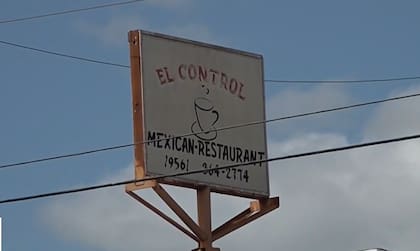 EL CONTROL
MEXICAN-RESTAURANT
(956) 364-2774